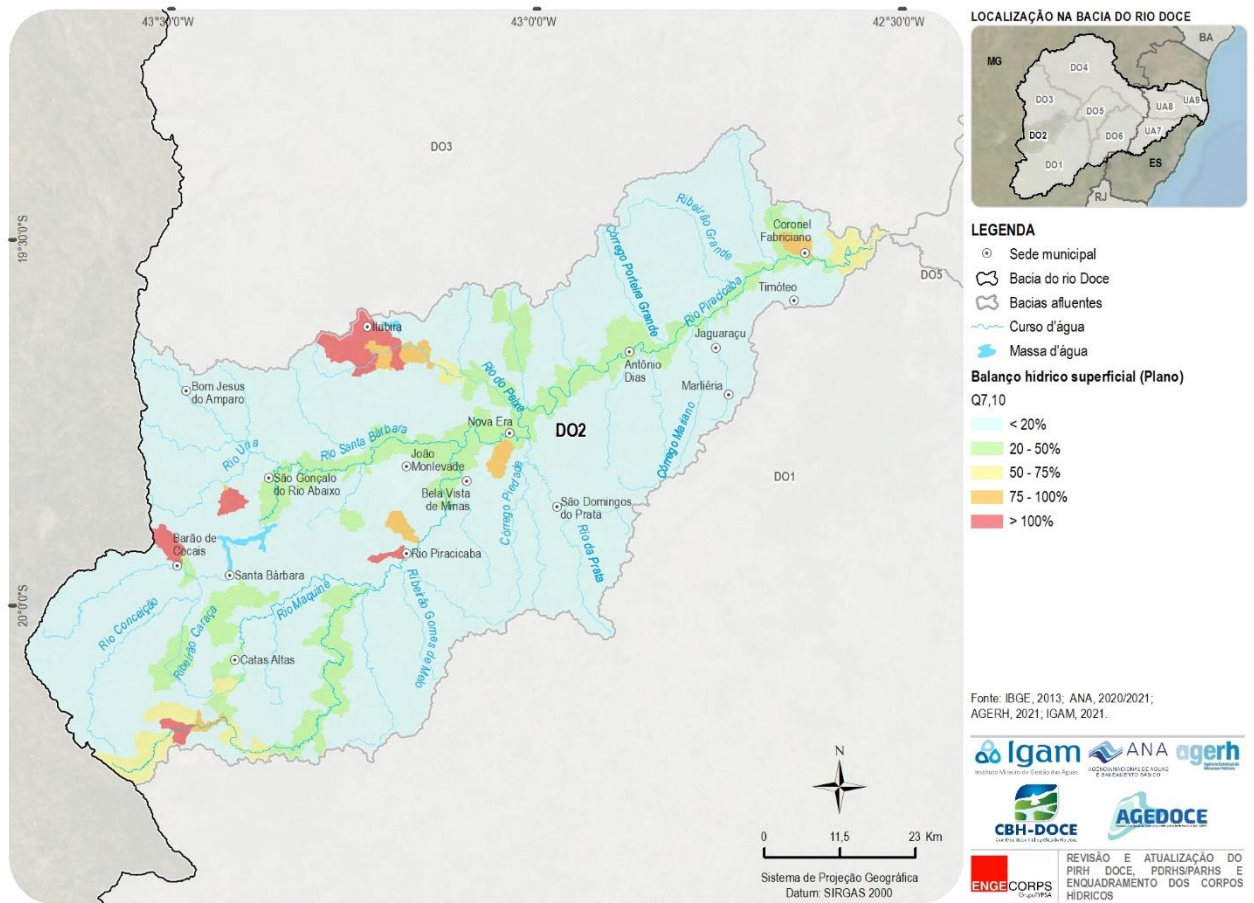 43°30'0"W
43°0'0"W
42°30'0"W
19°30'0"S
20°0'0"S
DO3
DO5
DO1
DO2
Coronel
Fabriciano
Timóteo
Ribeirão Grande
Córrego Porteira Grande
Rio Piracicaba
Jaguaraçu
Antônio
Dias
Marliéria
Córrego Mariano
Itabira
Rio do Peixe
Bom Jesus
do Amparo
Nova Era
Rio Santa Bárbara
Rio Una
João
Monlevade
São Gonçalo
do Rio Abaixo
Bela Vista
de Minas
Córrego Piedade
São Domingos
do Prata
Rio da Prata
Barão de
Cocais
Rio Piracicaba
Santa Bárbara
Rio Maquiné
Rio Conceição
Ribeirão Caraça
Ribeirão Gomes de Melo
Catas Altas
N
0 11,5 23 Km
Sistema de Projeção Geográfica
Datum: SIRGAS 2000
LOCALIZAÇÃO NA BACIA DO RIO DOCE
BA
MG
DO4
DO3
DO5
UA8
UA9
DO2
DO6
UA7
DO1
ES
RJ
LEGENDA
Sede municipal
Bacia do rio Doce
Bacias afluentes
Curso d'água
Massa d'água
Balanço hídrico superficial (Plano)
Q7,10
< 20%
20 - 50%
50 - 75%
75 - 100%
> 100%
Fonte: IBGE, 2013; ANA, 2020/2021;
AGERH, 2021; IGAM, 2021.
Igam
Instituto Mineiro de Gestão das Águas
ANA
AGÊNCIA NACIONAL DE ÁGUAS
E SANEAMENTO BÁSICO
agerh
CBH-DOCE
AGEDOCE
ENGECORPS
Grupo TYPSA
REVISÃO E ATUALIZAÇÃO DO
PIRH DOCE, PDRHS/PARHS E
ENQUADRAMENTO DOS CORPOS
HÍDRICOS